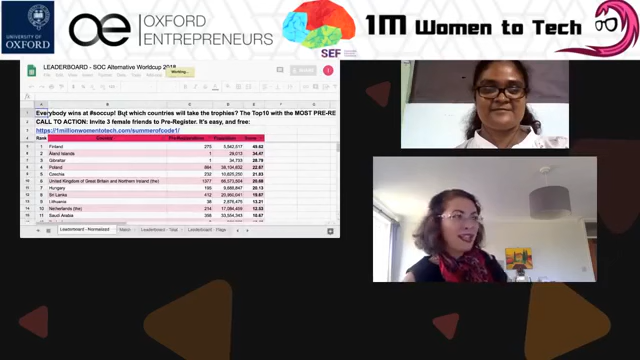 UNIVERSITY OF
OXFORD
oe
OXFORD
ENTREPRENEURS
SEF
1M Women to Tech
LEADERBOARD - SOC Alternative Worldcup 2018
Working...
Everybody wins at #soccup! But which countries will take the trophies? The Top10 with the MOST PRE-RE
CALL TO ACTION: Invite 3 female friends to Pre-Register. It's easy, and free:
https://1millionwomentotech.com/summerofcode1/
Rank Country Population Score
1 Finland 275 5,542,517 49.62
2 Åland Islands 1 29,013 34.47
3 Gibraltar 1 34,733 28.79
4 Poland 864 38,104,832 22.67
5 Czechia 232 10,625,250 21.83
6 United Kingdom of Great Britain and Northern Ireland (the) 1377 66,573,504 20.68
7 Hungary 195 9,688,847 20.13
8 Sri Lanka 412 20,950,041 19.67
9 Lithuania 38 2,876,475 13.21
10 Netherlands (the) 214 17,084,459 12.53
11 Saudi Arabia 358 33,554,343 10.67
Leaderboard - Normalized Leaderboard - Total Leaderboard - Flags